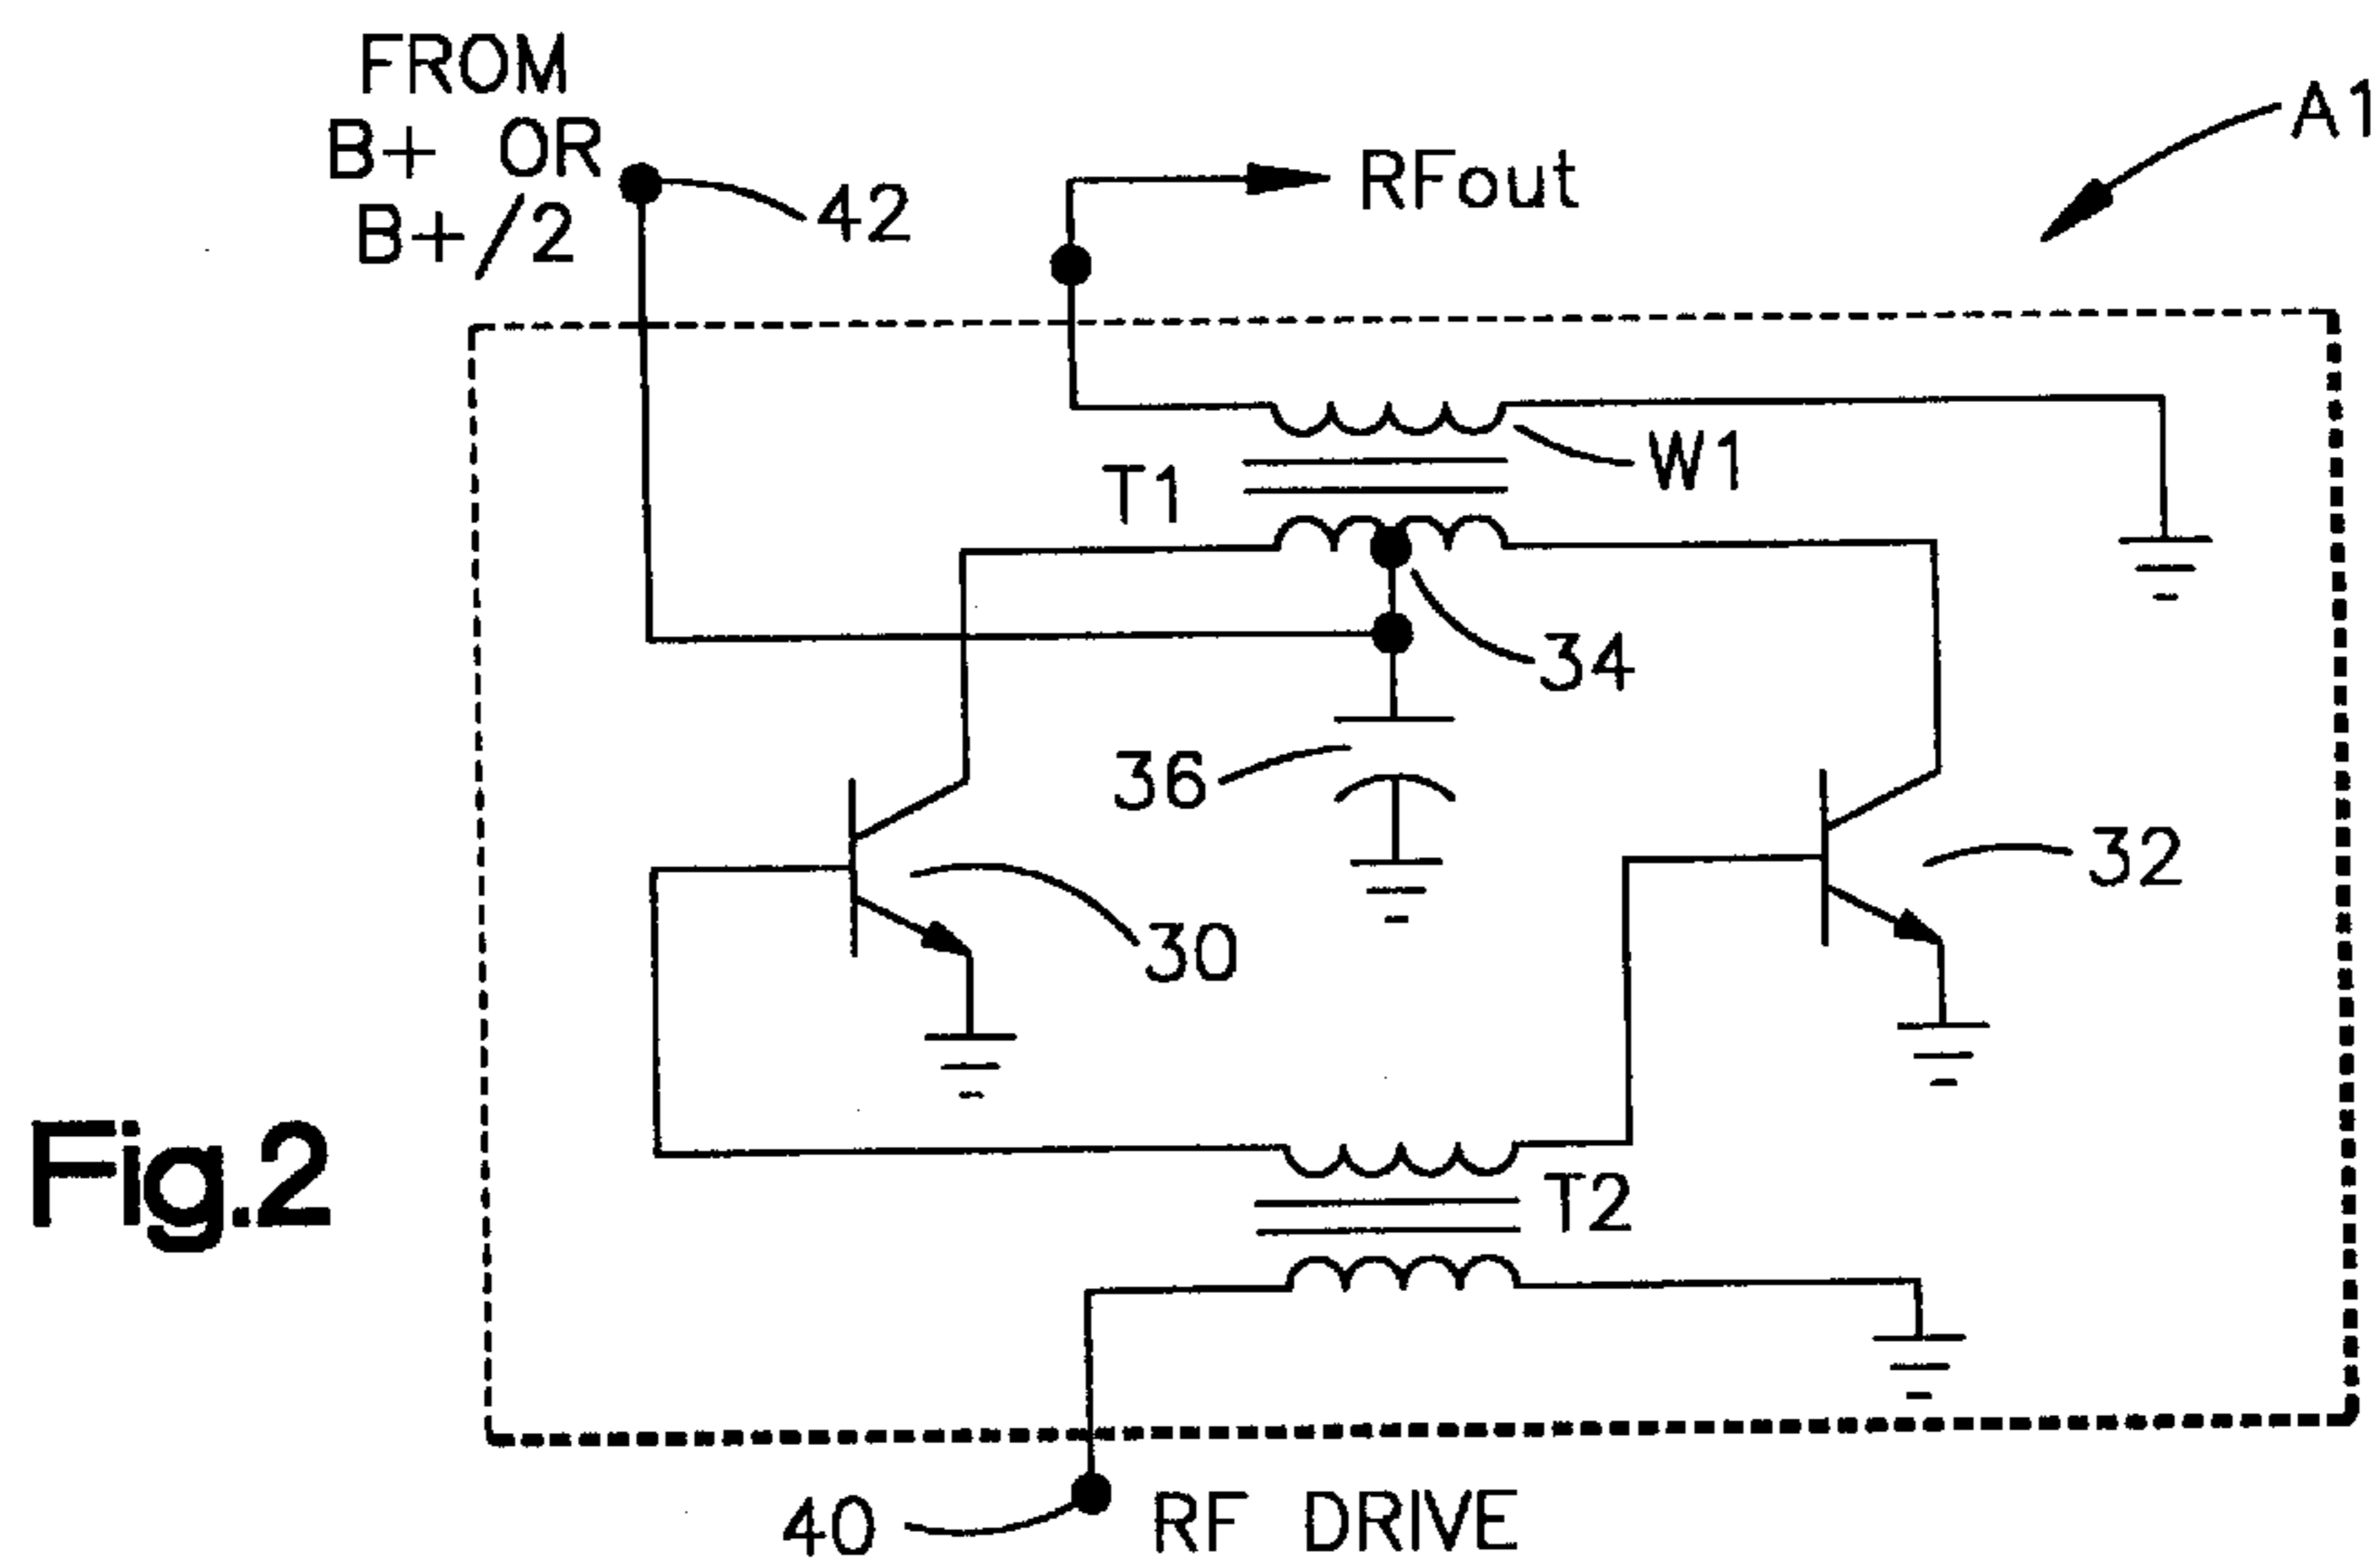 FROM
B+ OR
B+/2
42
RFout
A1
W1
T1
34
36
32
30
T2
Fig.2
40
RF DRIVE